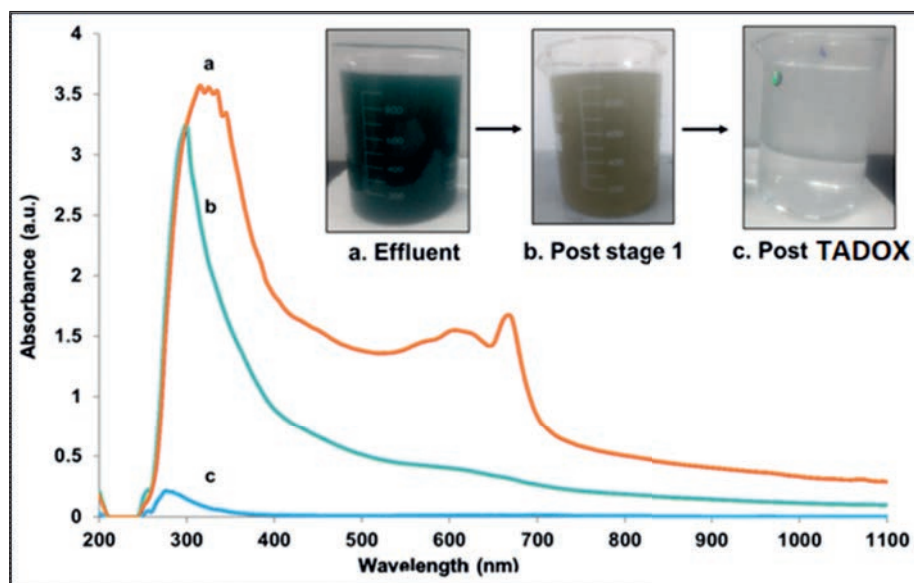 4
3.5
3
2.5
2
1.5
1
0.5
0
Absorbance (a.u.)
a
b
c
a. Effluent
b. Post stage 1
c. Post TADOX
200 300 400 500 600 700 800 900 1000 1100
Wavelength (nm)